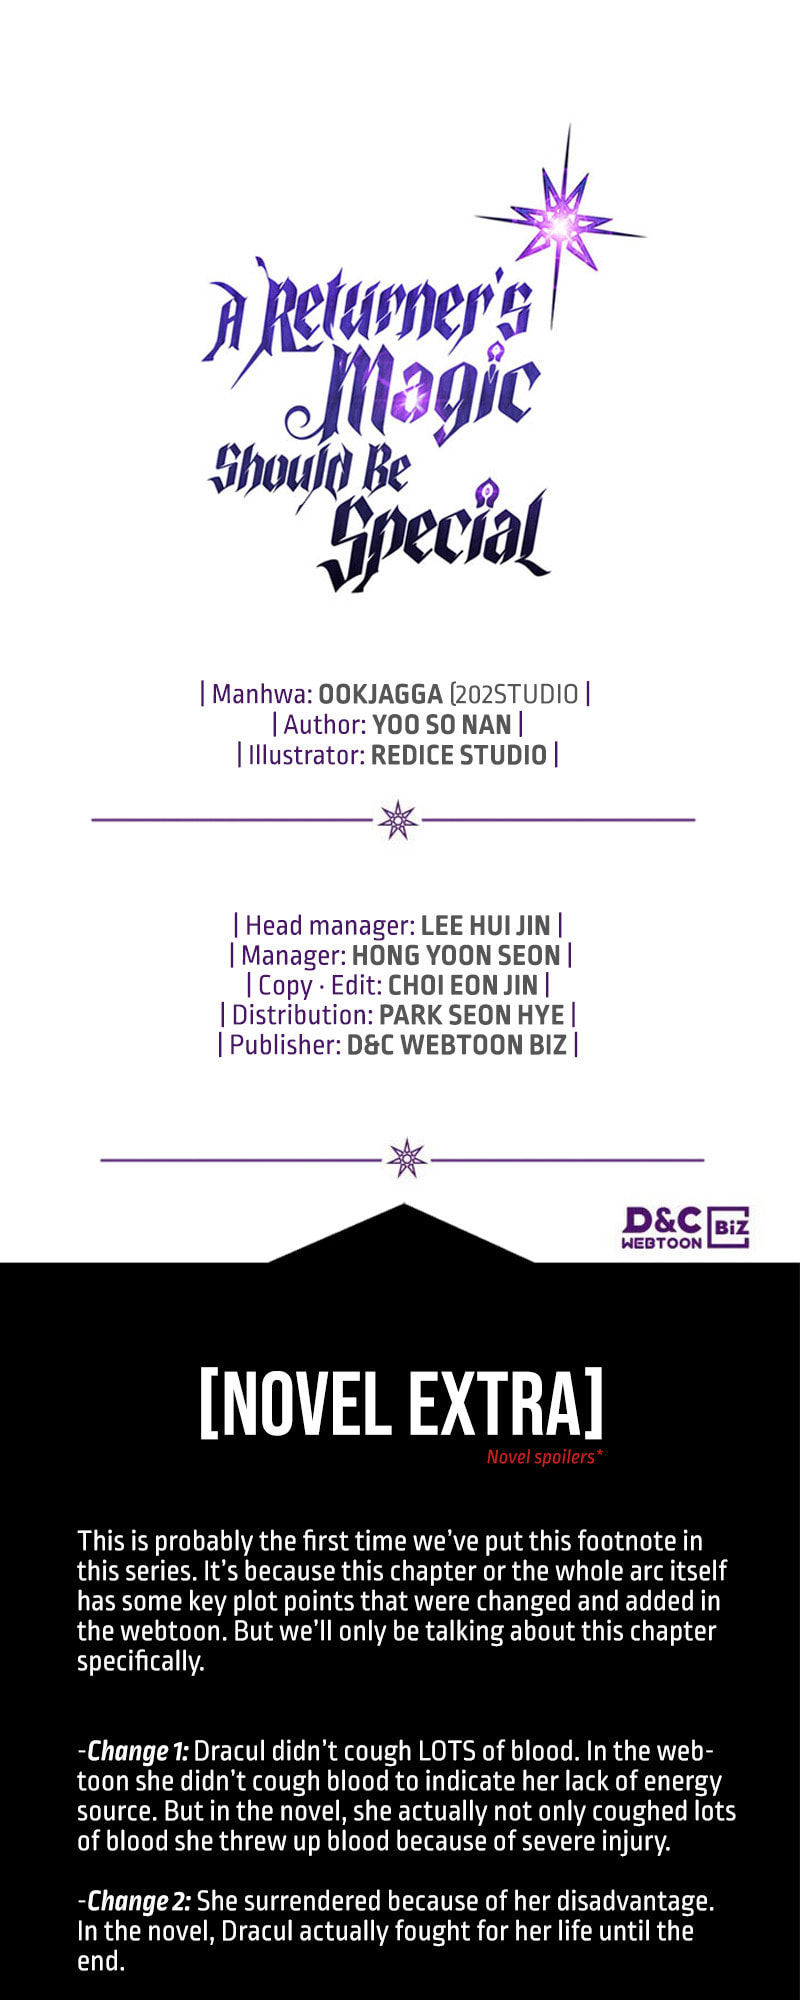 A Returner's
Magic
Should Be
Special
| Manhwa: OOKJAGGA (202STUDIO |
| Author: YOO SO NAN |
| Illustrator: REDICE STUDIO |
| Head manager: LEE HUI JIN |
| Manager: HONG YOON SEON |
| Copy · Edit: CHOI EON JIN |
| Distribution: PARK SEON HYE |
| Publisher: D&C WEBTOON BIZ |
D&C BiZ
WEBTOON
[NOVEL EXTRA]
Novel spoilers*
This is probably the first time we've put this footnote in
this series. It's because this chapter or the whole arc itself
has some key plot points that were changed and added in
the webtoon. But we'll only be talking about this chapter
specifically.
-Change 1: Dracul didn't cough LOTS of blood. In the web-
toon she didn't cough blood to indicate her lack of energy
source. But in the novel, she actually not only coughed lots
of blood she threw up blood because of severe injury.
-Change 2: She surrendered because of her disadvantage.
In the novel, Dracul actually fought for her life until the
end.